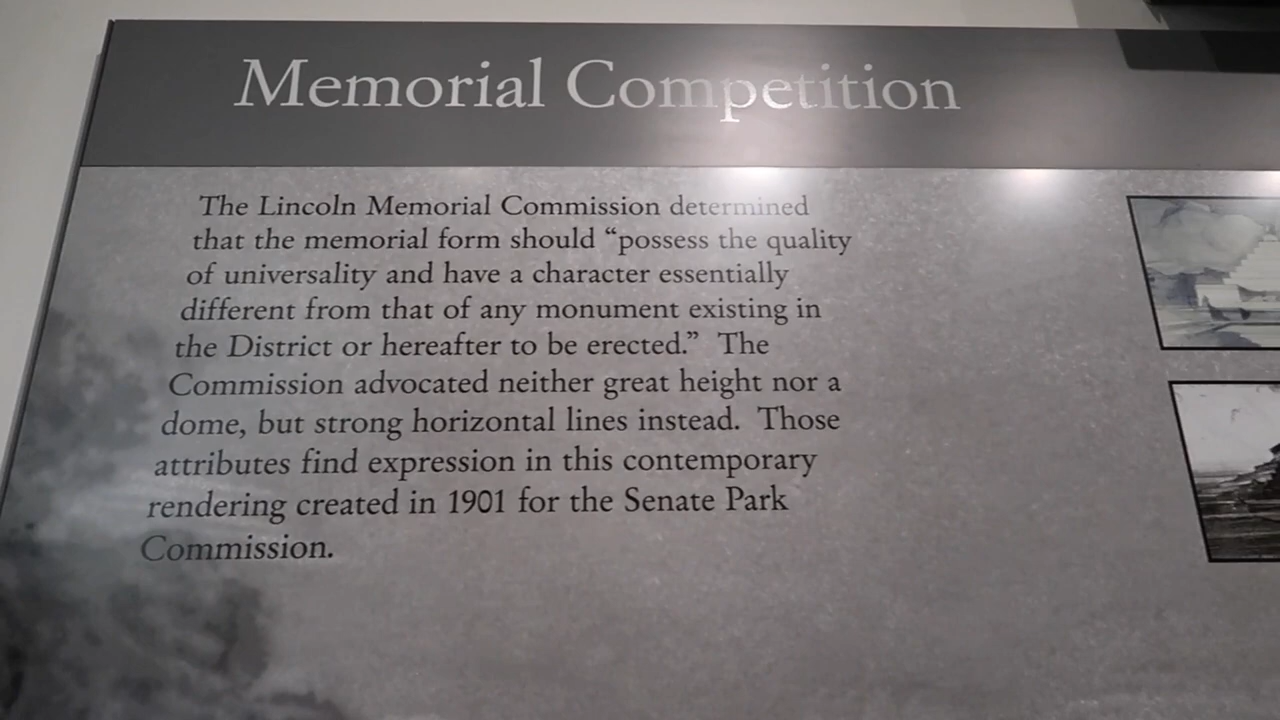 Memorial Competition
The Lincoln Memorial Commission determined
that the memorial form should “possess the quality
of universality and have a character essentially
different from that of any monument existing in
the District or hereafter to be erected.” The
Commission advocated neither great height nor a
dome, but strong horizontal lines instead. Those
attributes find expression in this contemporary
rendering created in 1901 for the Senate Park
Commission.